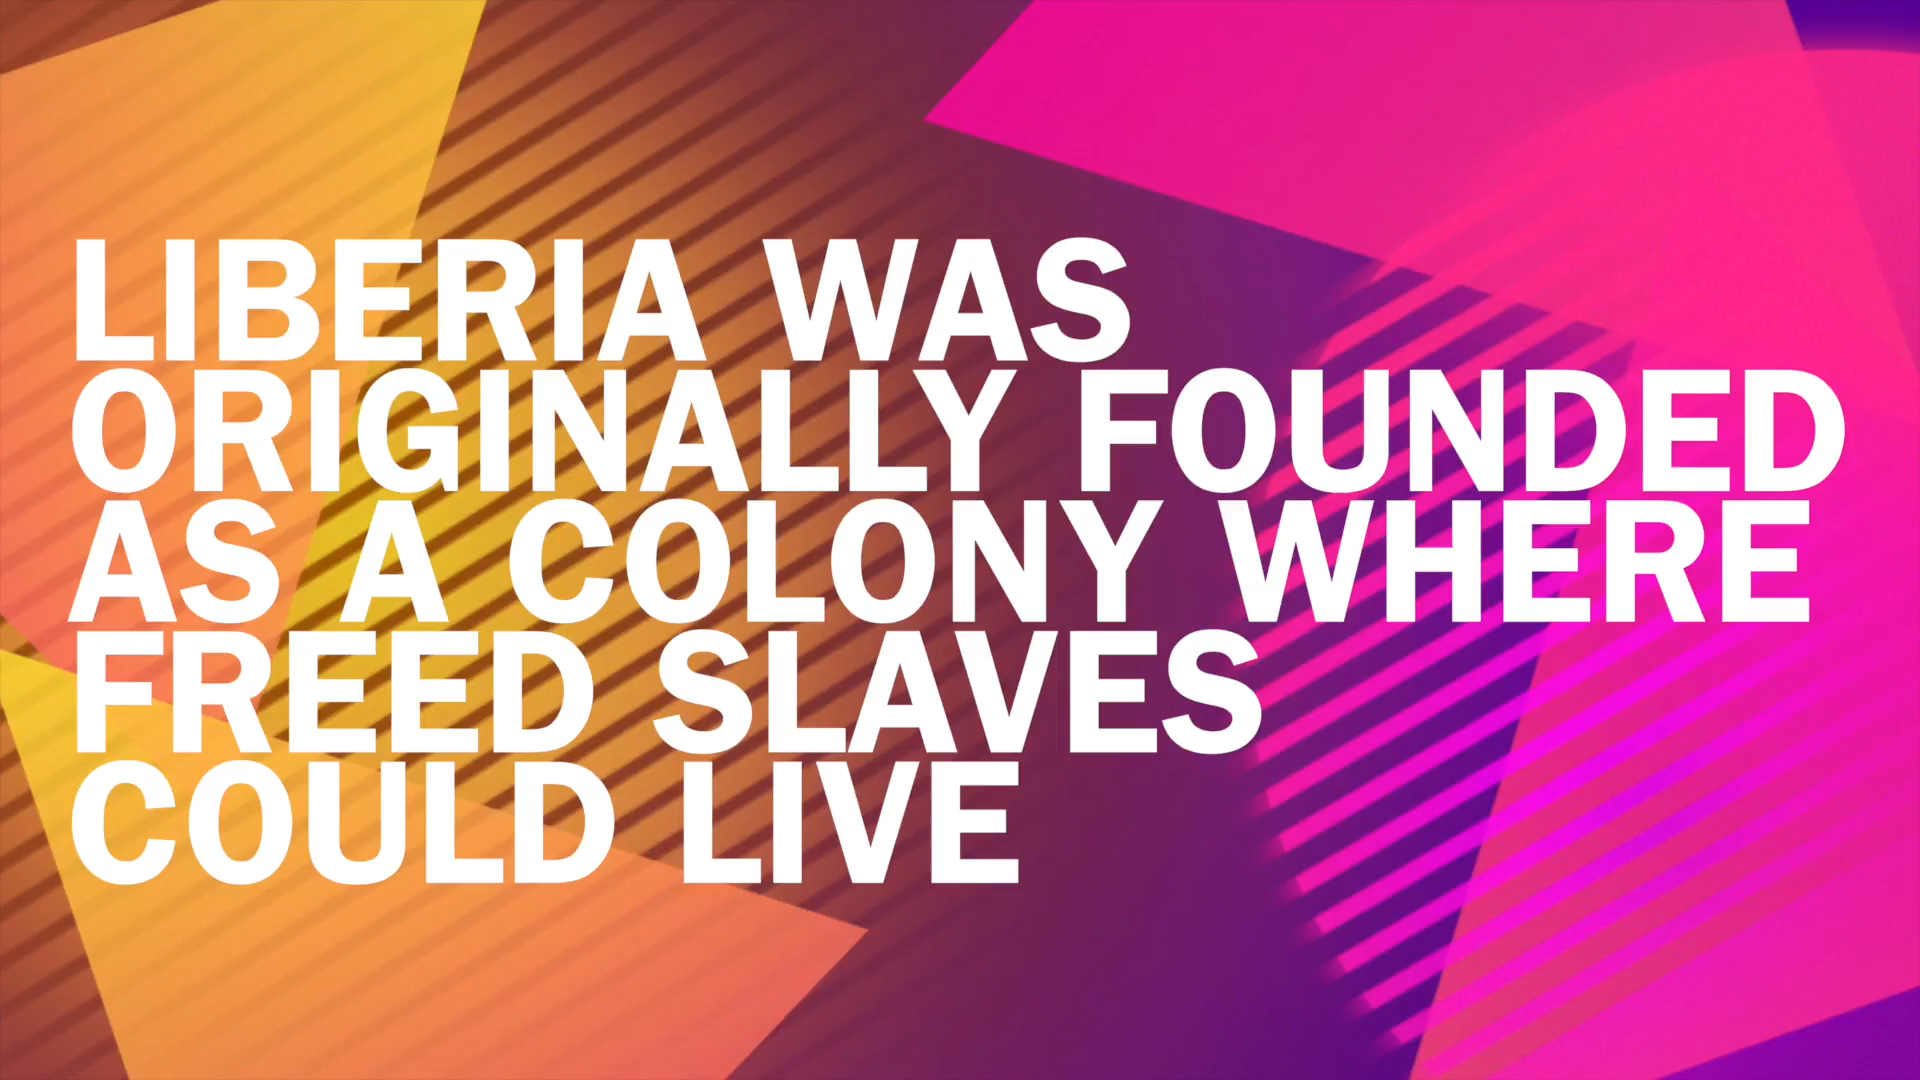 LIBERIA WAS
ORIGINALLY FOUNDED
AS A COLONY WHERE
FREED SLAVES
COULD LIVE